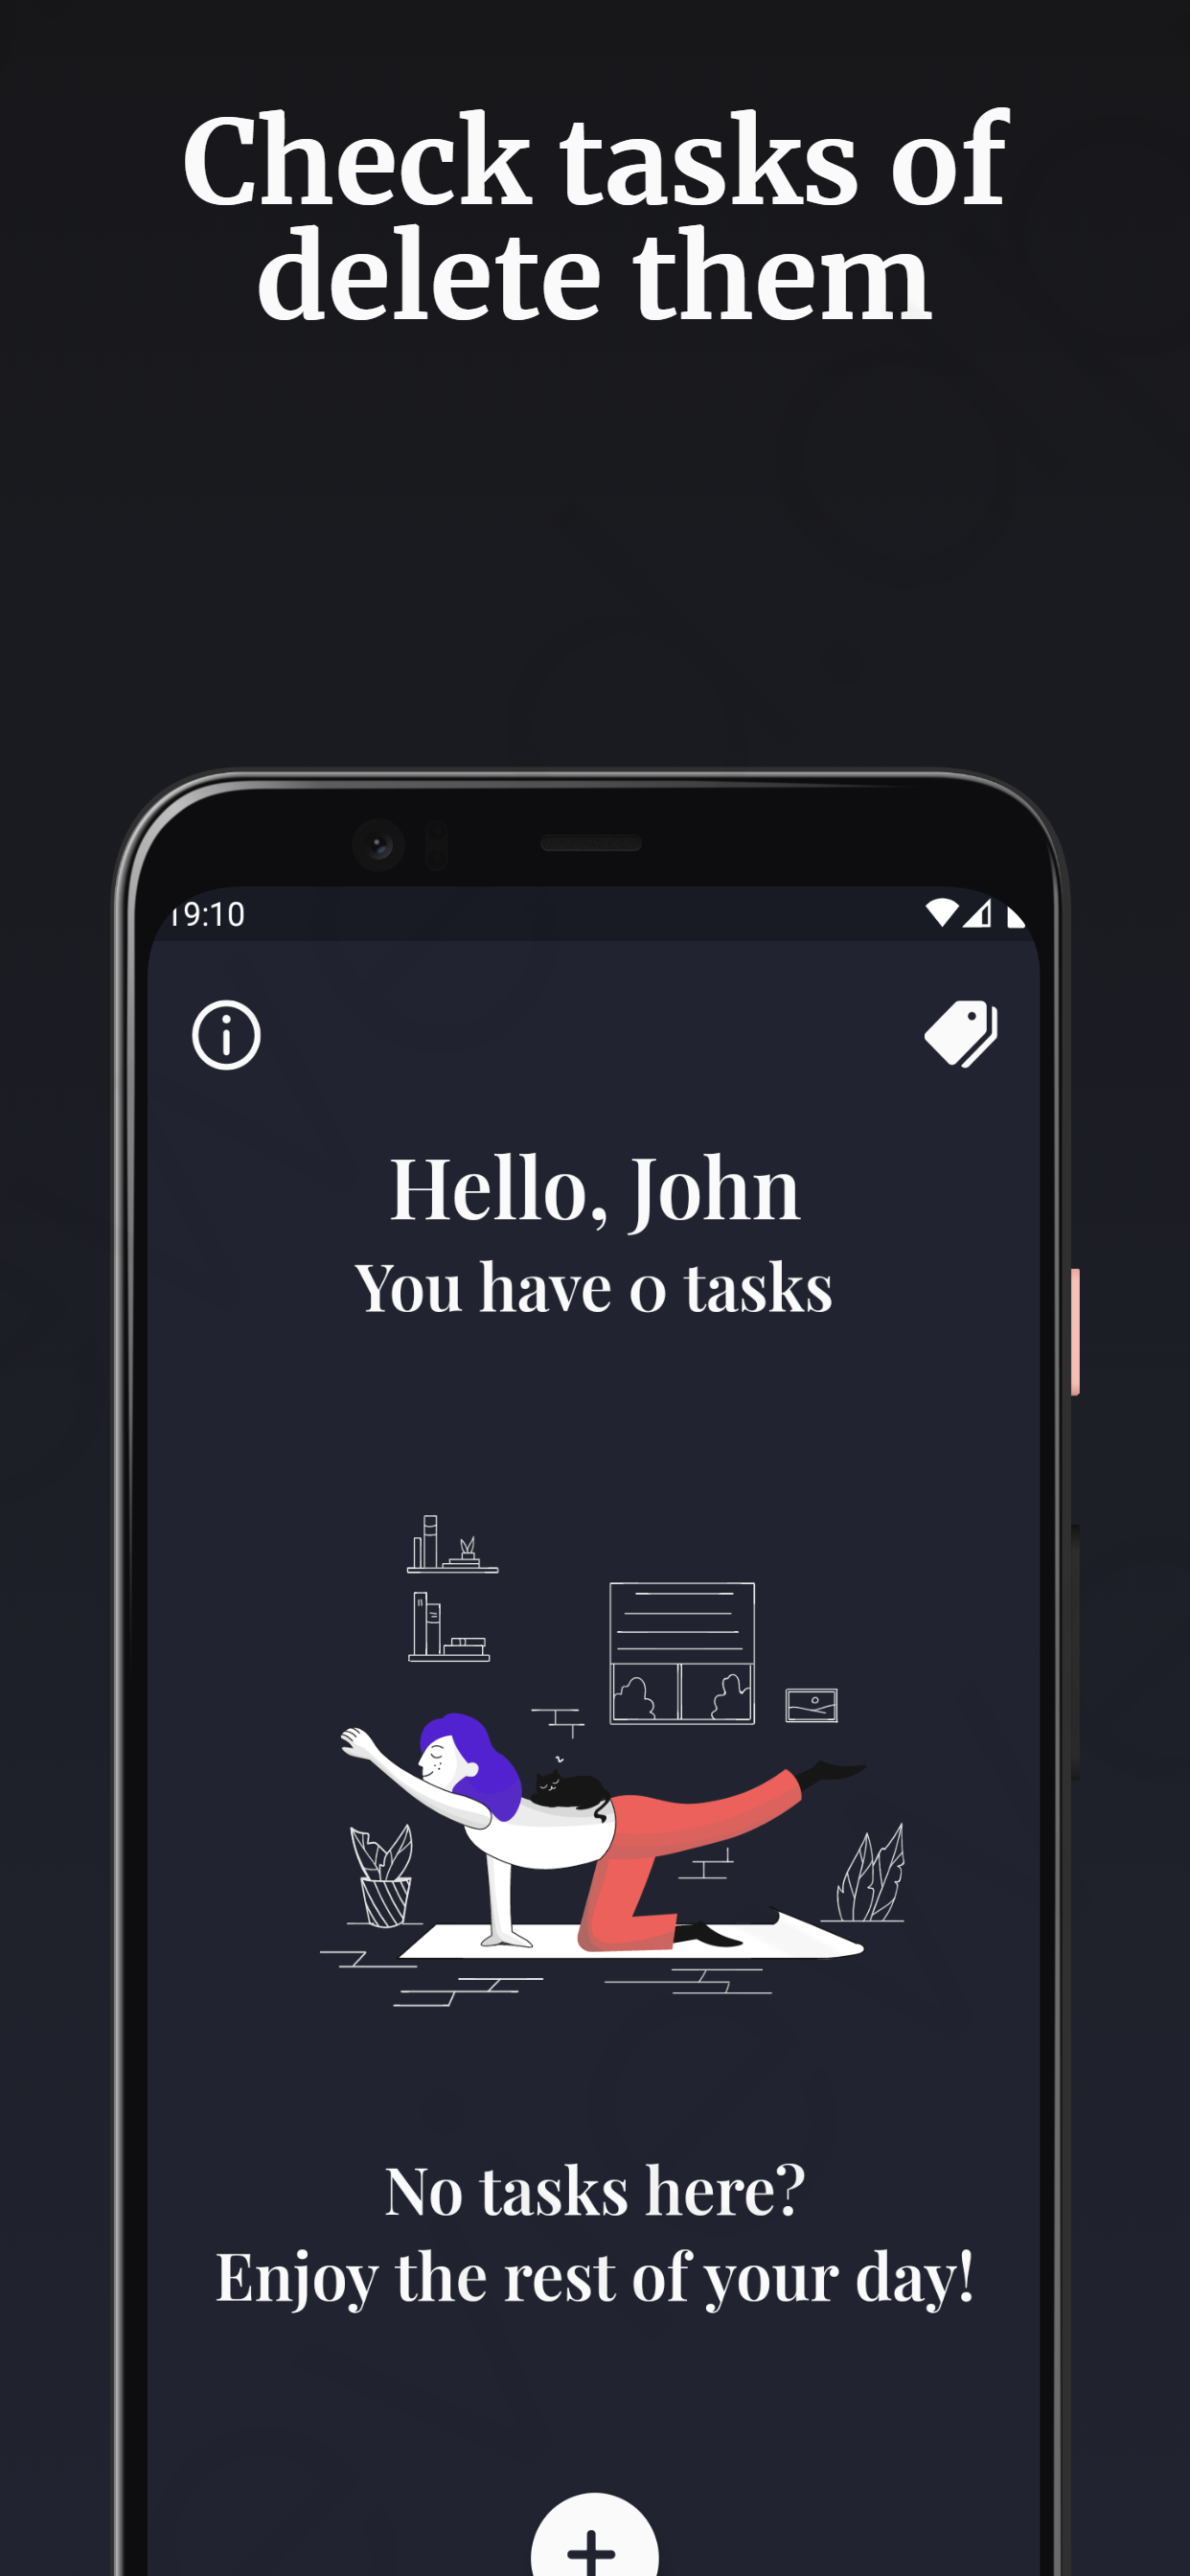 Check tasks of
delete them
19:10
Hello, John
You have 0 tasks
No tasks here?
Enjoy the rest of your day!